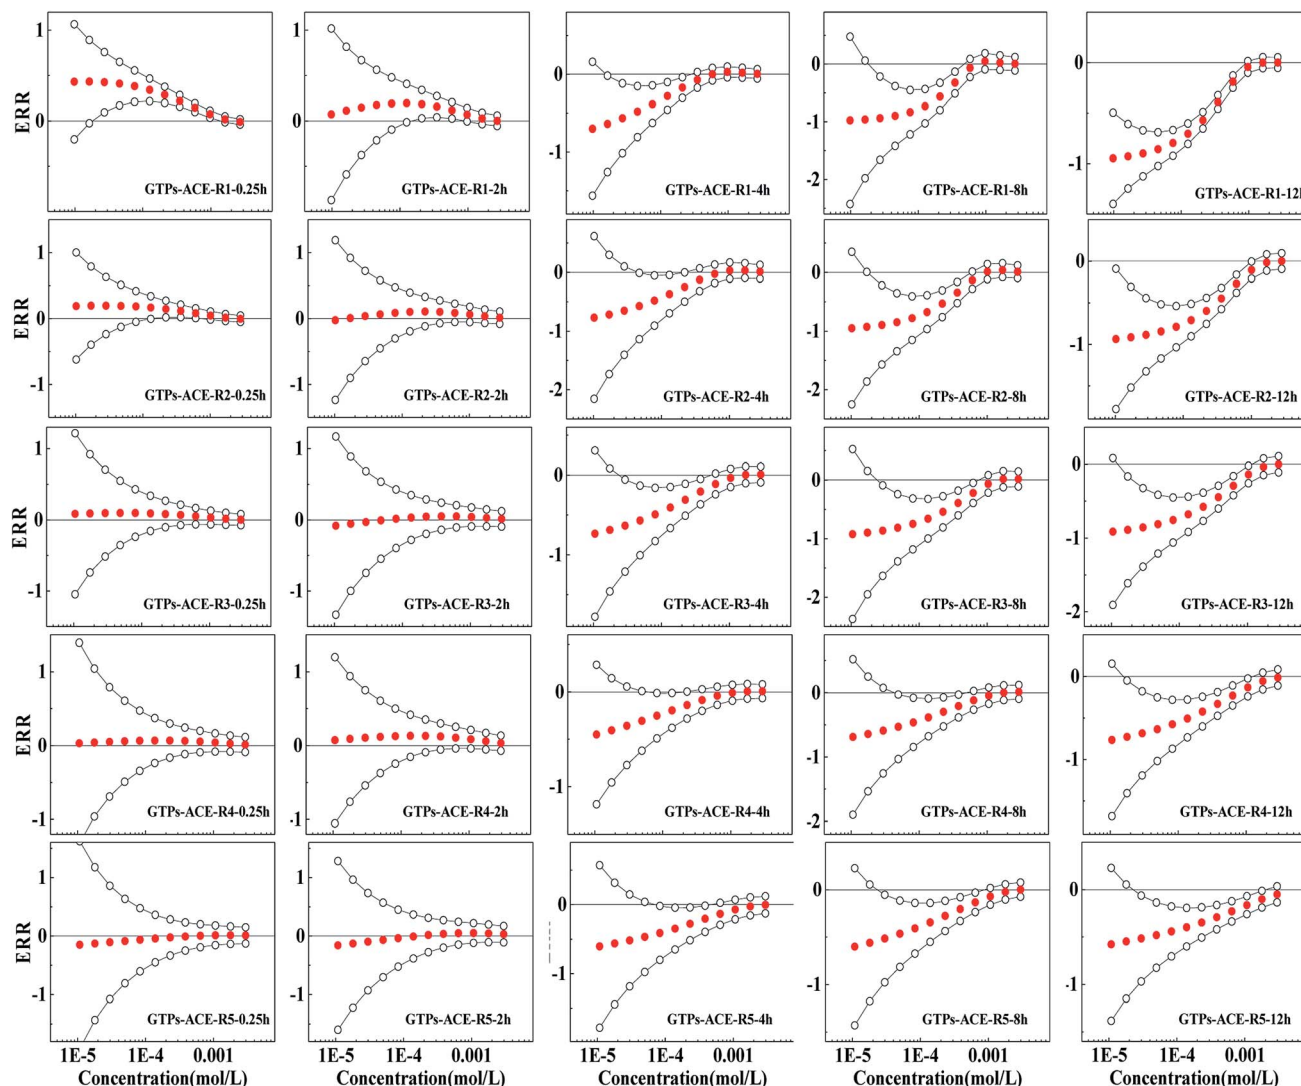 1
0
ERR
GTPs-ACE-R1-0.25h
1
0
GTPs-ACE-R1-2h
0
-1
GTPs-ACE-R1-4h
1
0
-1
-2
GTPs-ACE-R1-8h
0
-1
GTPs-ACE-R1-12h
1
0
-1
ERR
GTPs-ACE-R2-0.25h
1
0
-1
GTPs-ACE-R2-2h
0
-2
GTPs-ACE-R2-4h
1
0
-1
-2
GTPs-ACE-R2-8h
0
-1
GTPs-ACE-R2-12h
1
0
-1
ERR
GTPs-ACE-R3-0.25h
1
0
-1
GTPs-ACE-R3-2h
0
-1
GTPs-ACE-R3-4h
1
0
-1
-2
GTPs-ACE-R3-8h
0
-1
-2
GTPs-ACE-R3-12h
1
0
-1
ERR
GTPs-ACE-R4-0.25h
1
0
-1
GTPs-ACE-R4-2h
0
-1
GTPs-ACE-R4-4h
1
0
-1
-2
GTPs-ACE-R4-8h
0
-1
GTPs-ACE-R4-12h
1
0
-1
ERR
GTPs-ACE-R5-0.25h
1
0
-1
GTPs-ACE-R5-2h
0
-1
GTPs-ACE-R5-4h
0
-1
GTPs-ACE-R5-8h
0
-1
GTPs-ACE-R5-12h
1E-5 1E-4 0.001
1E-5 1E-4 0.001
1E-5 1E-4 0.001
1E-5 1E-4 0.001
1E-5 1E-4 0.001
Concentration(mol/L)
Concentration(mol/L)
Concentration(mol/L)
Concentration(mol/L)
Concentration(mol/L)